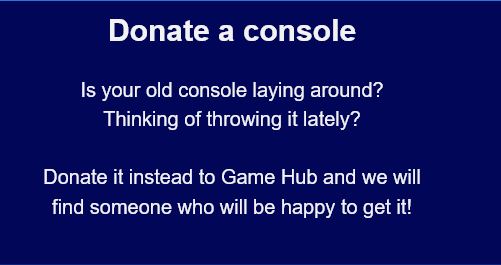 Donate a console
Is your old console laying around?
Thinking of throwing it lately?
Donate it instead to Game Hub and we will
find someone who will be happy to get it!